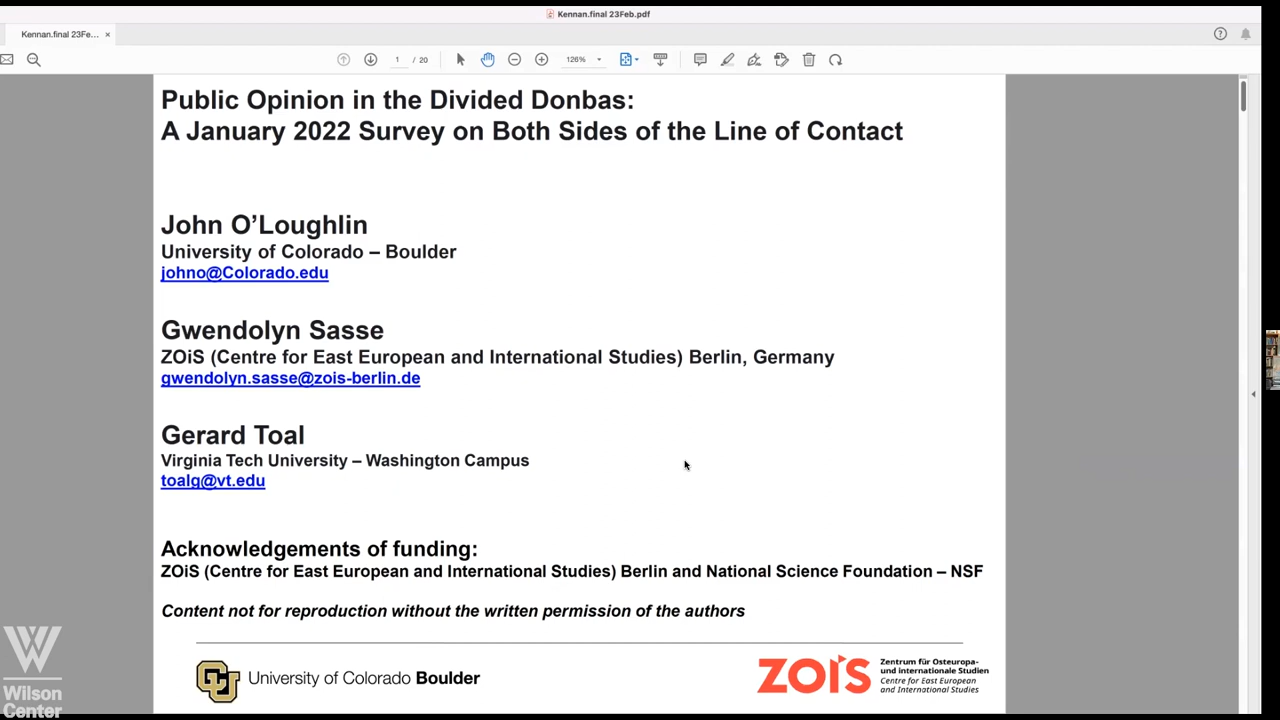 Kennan.final 23Feb.pdf
Kennan.final 23Fe... ×
1 / 20 126%
Public Opinion in the Divided Donbas:
A January 2022 Survey on Both Sides of the Line of Contact
John O’Loughlin
University of Colorado – Boulder
johno@Colorado.edu
Gwendolyn Sasse
ZOiS (Centre for East European and International Studies) Berlin, Germany
gwendolyn.sasse@zois-berlin.de
Gerard Toal
Virginia Tech University – Washington Campus
toalg@vt.edu
Acknowledgements of funding:
ZOiS (Centre for East European and International Studies) Berlin and National Science Foundation – NSF
Content not for reproduction without the written permission of the authors
CU University of Colorado Boulder
ZOiS
Zentrum für Osteuropa-
und internationale Studien
Centre for East European
and International Studies
Wilson
Center